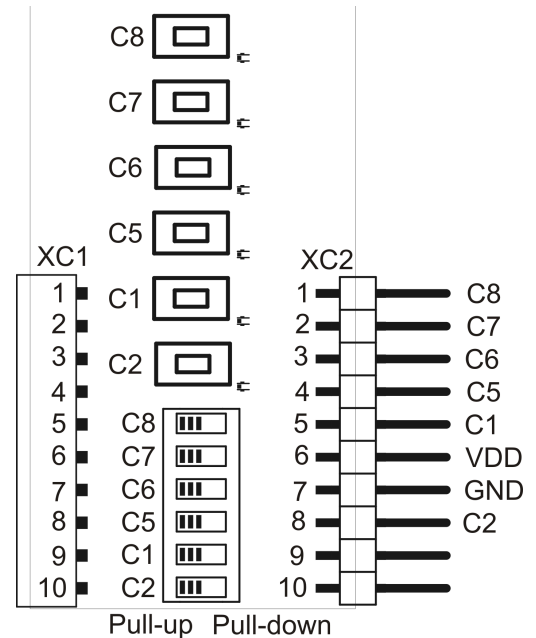 C8
C7
C6
C5
C1
C2
XC1
1
2
3
4
5
6
7
8
9
10
C8
C7
C6
C5
C1
C2
Pull-up Pull-down
XC2
1 C8
2 C7
3 C6
4 C5
5 C1
6 VDD
7 GND
8 C2
9
10